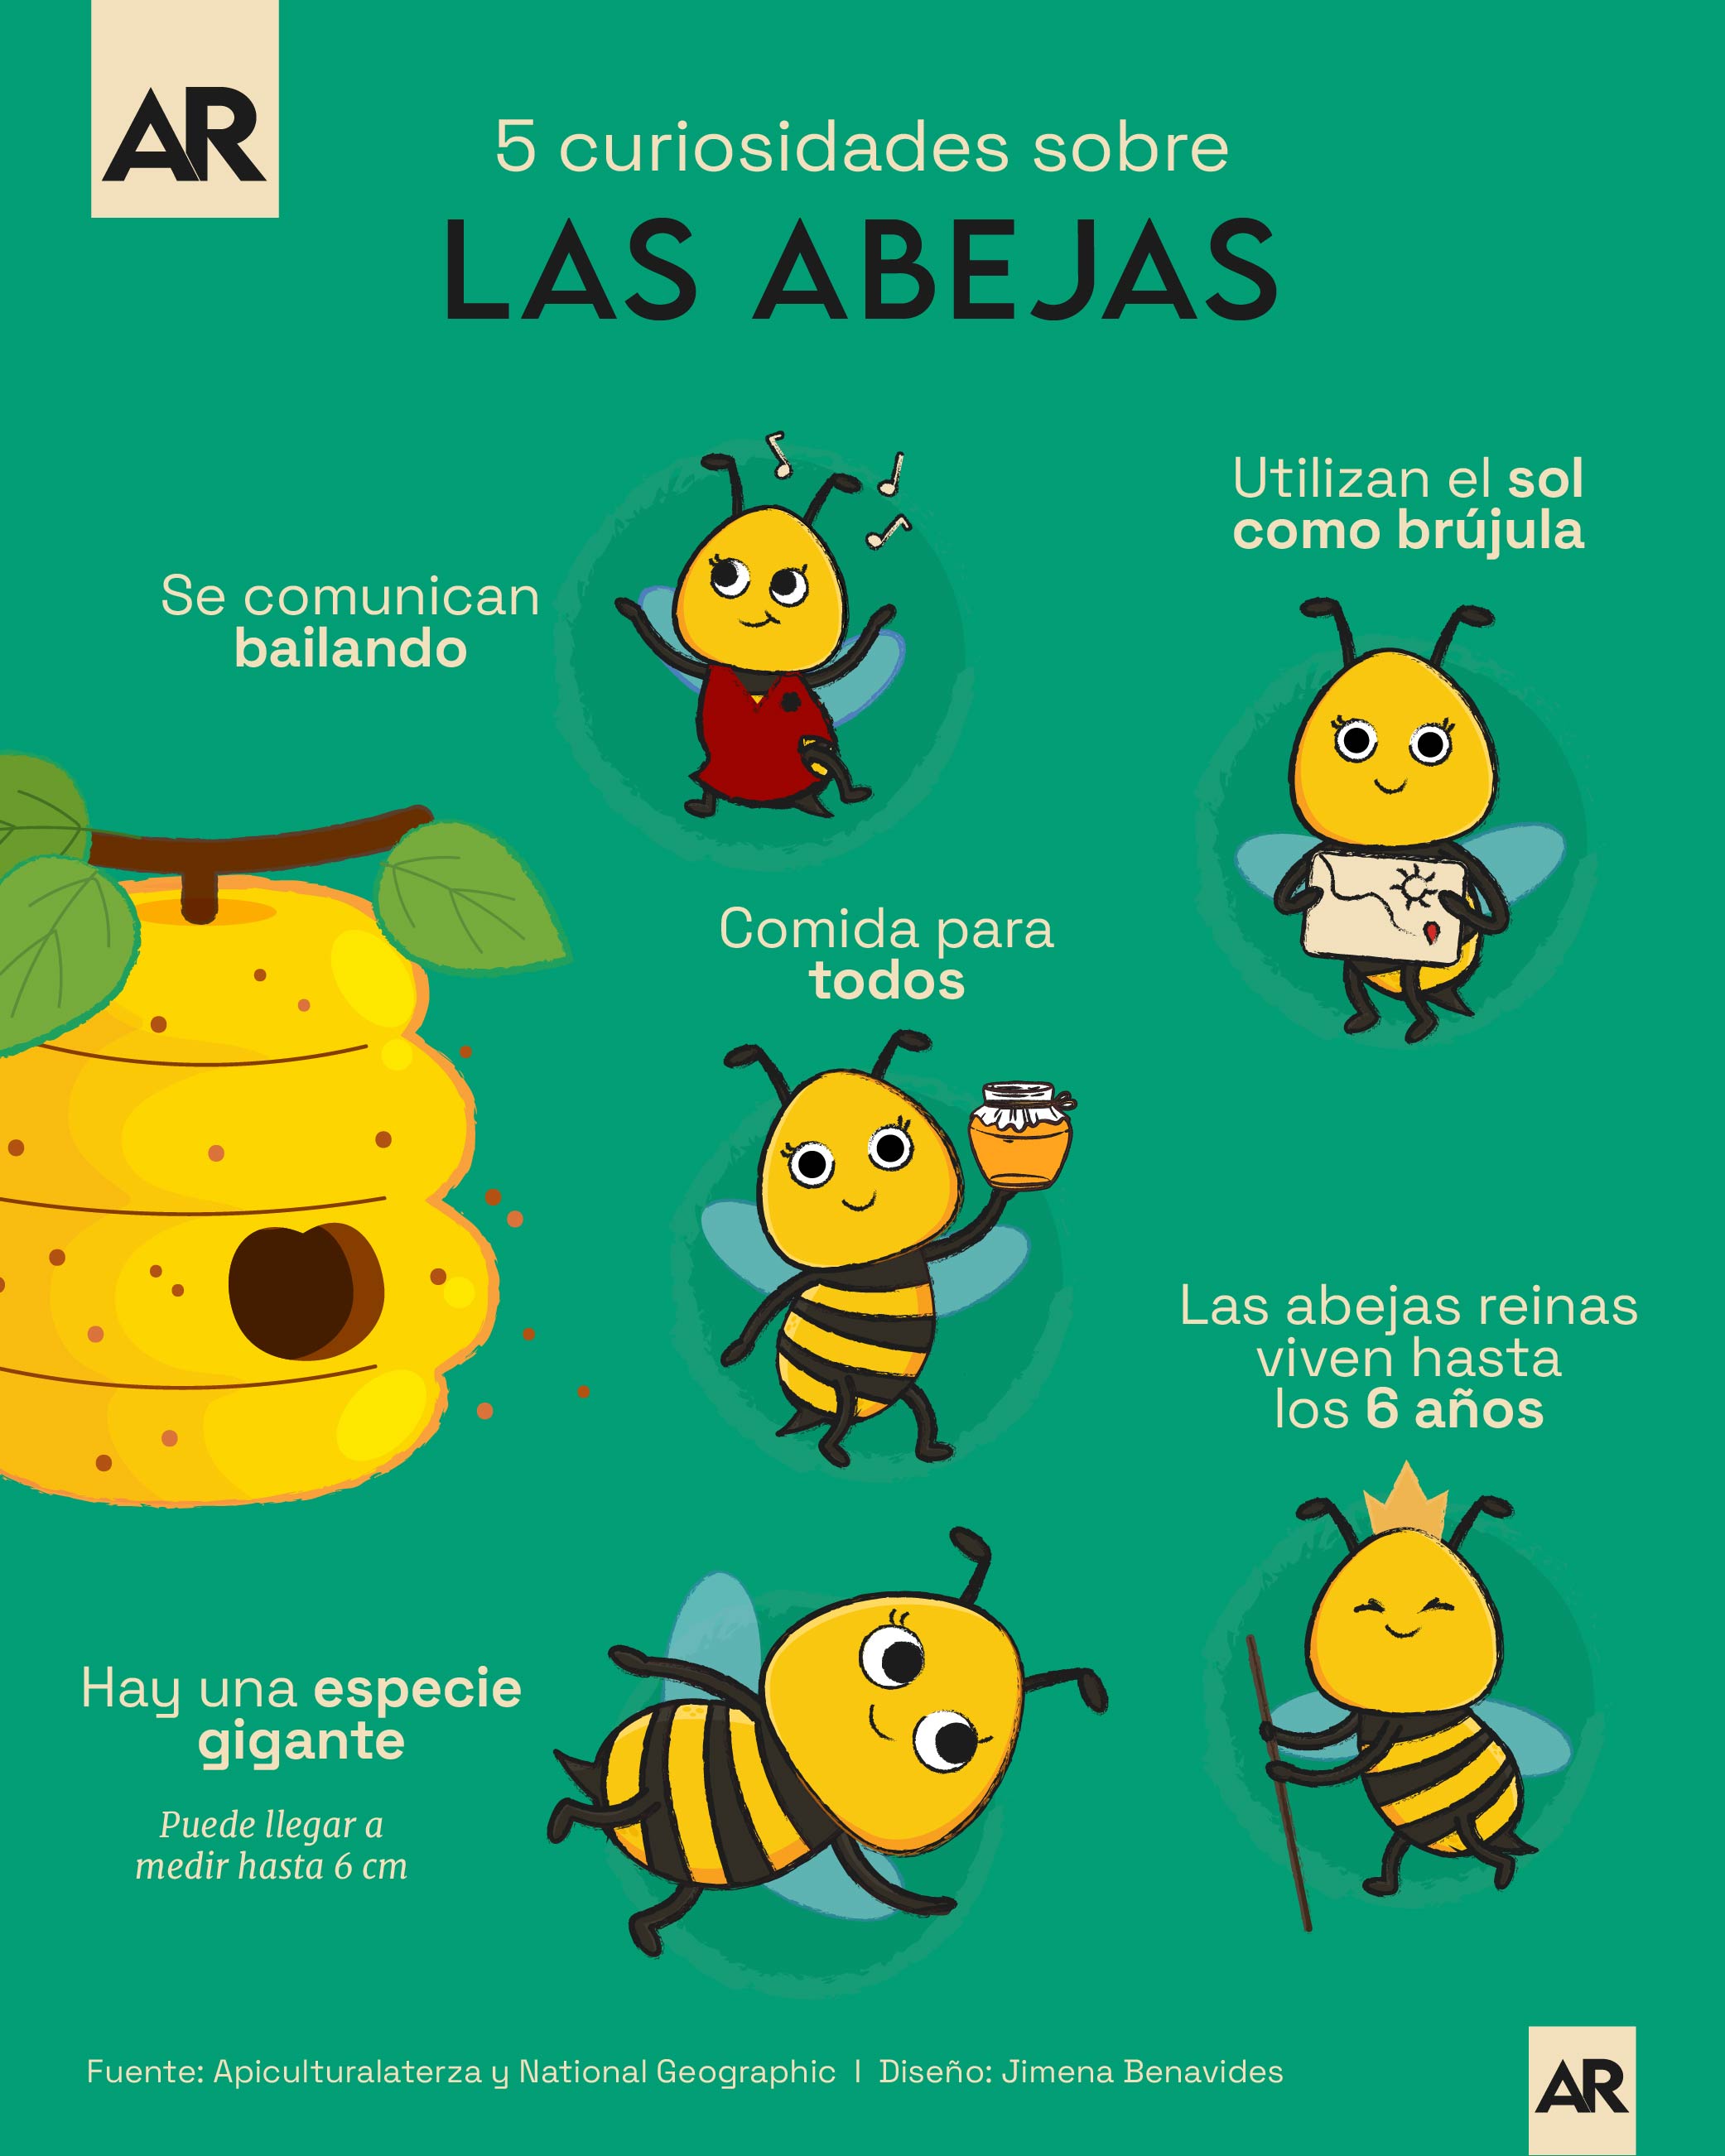 AR
5 curiosidades sobre
LAS ABEJAS
Se comunican
bailando
Utilizan el sol
como brújula
Comida para
todos
Las abejas reinas
viven hasta
los 6 años
Hay una especie
gigante
Puede llegar a
medir hasta 6 cm
Fuente: Apiculturalaterza y National Geographic | Diseño: Jimena Benavides
AR